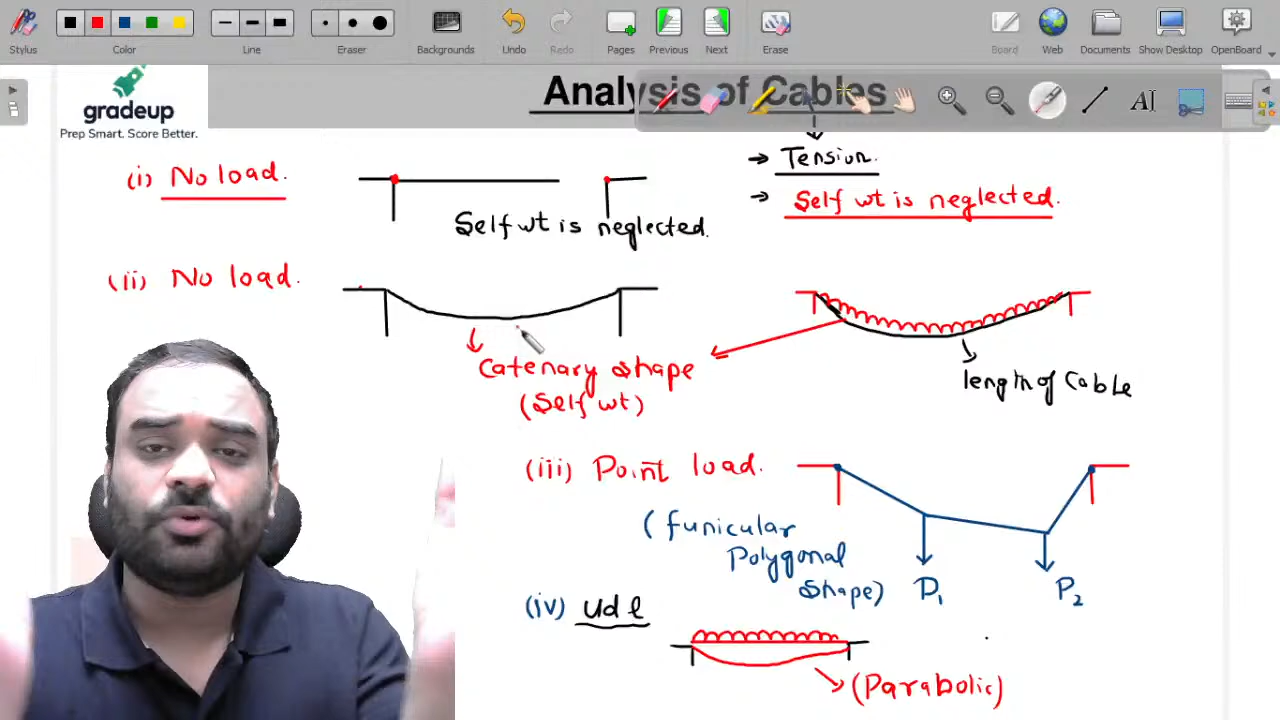 Stylus
Color
Line
Eraser
Backgrounds
Undo
Redo
Pages
Previous
Next
Erase
Board
Web
Documents
Show Desktop
OpenBoard
gradeup
Prep Smart. Score Better.
Analysis of Cables
→ Tension.
→ Self wt is neglected.
(i) No load.
Self wt is neglected.
(ii) No load.
Catenary shape
(Self wt)
length of Cable
(iii) Point load.
(funicular
Polygonal
shape)
P1
P2
(iv) udl
(Parabolic)